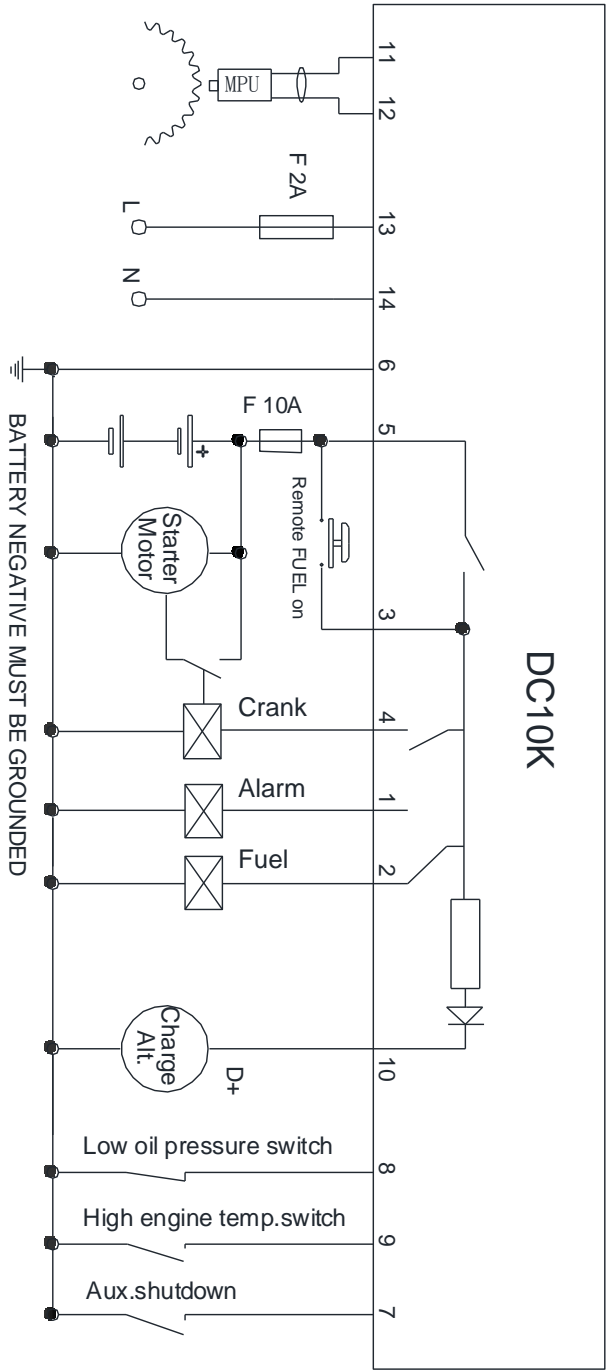 DC10K
11
12
MPU
F 2A
13
L
14
N
6
F 10A
5
+
Starter
Motor
Remote FUEL on
3
Crank
4
Alarm
1
Fuel
2
Charge
Alt.
D+
10
Low oil pressure switch
8
High engine temp.switch
9
Aux.shutdown
7
BATTERY NEGATIVE MUST BE GROUNDED